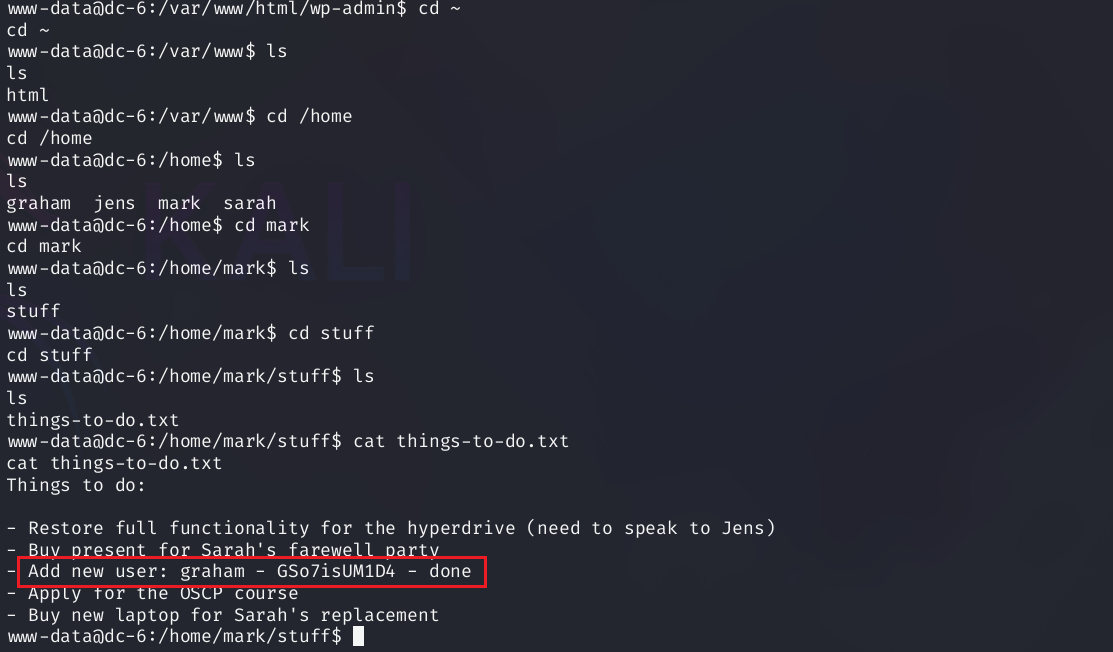 www-data@dc-6:/var/www/html/wp-admin$ cd ~
cd ~
www-data@dc-6:/var/www$ ls
ls
html
www-data@dc-6:/var/www$ cd /home
cd /home
www-data@dc-6:/home$ ls
ls
graham  jens  mark  sarah
www-data@dc-6:/home$ cd mark
cd mark
www-data@dc-6:/home/mark$ ls
ls
stuff
www-data@dc-6:/home/mark$ cd stuff
cd stuff
www-data@dc-6:/home/mark/stuff$ ls
ls
things-to-do.txt
www-data@dc-6:/home/mark/stuff$ cat things-to-do.txt
cat things-to-do.txt
Things to do:

- Restore full functionality for the hyperdrive (need to speak to Jens)
- Buy present for Sarah's farewell party
- Add new user: graham - GSo7isUM1D4 - done
- Apply for the OSCP course
- Buy new laptop for Sarah's replacement
www-data@dc-6:/home/mark/stuff$
KALI